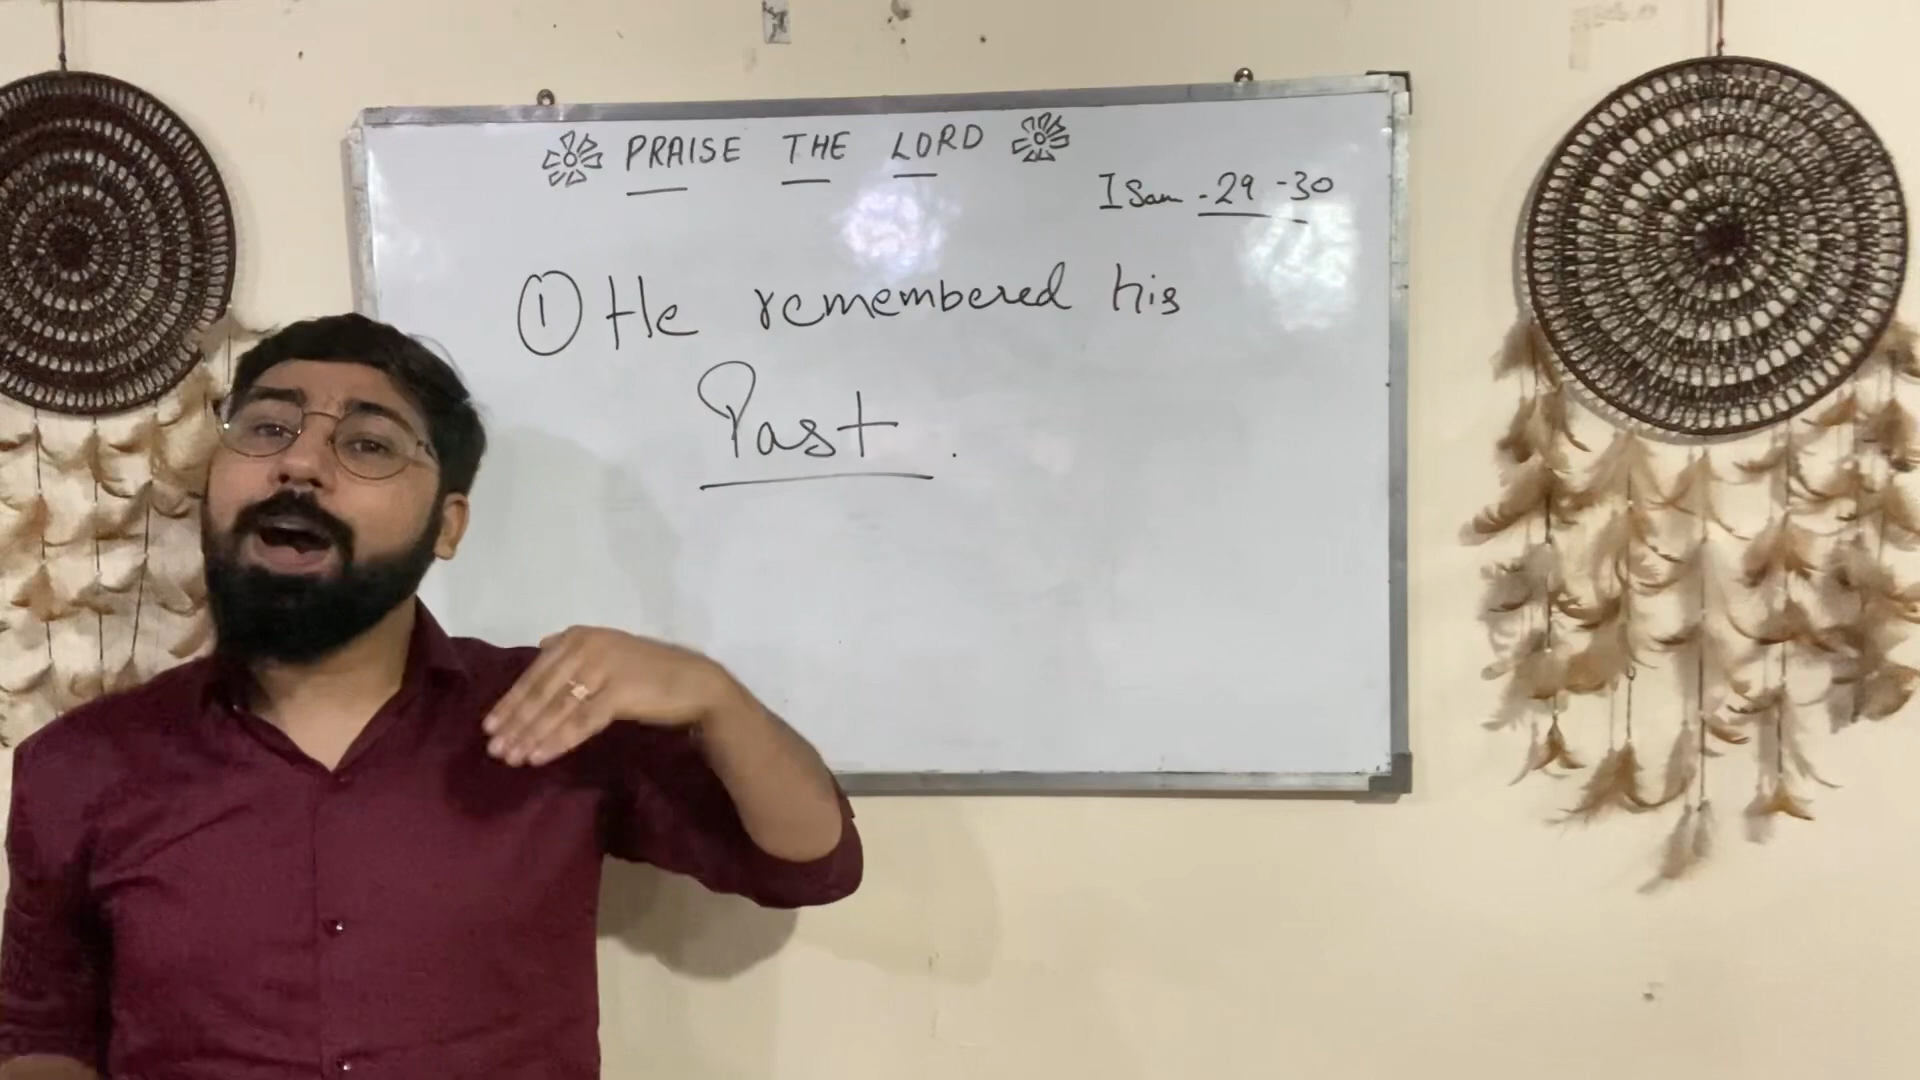 PRAISE THE LORD
I Sam - 29 - 30
① He remembered his
Past.